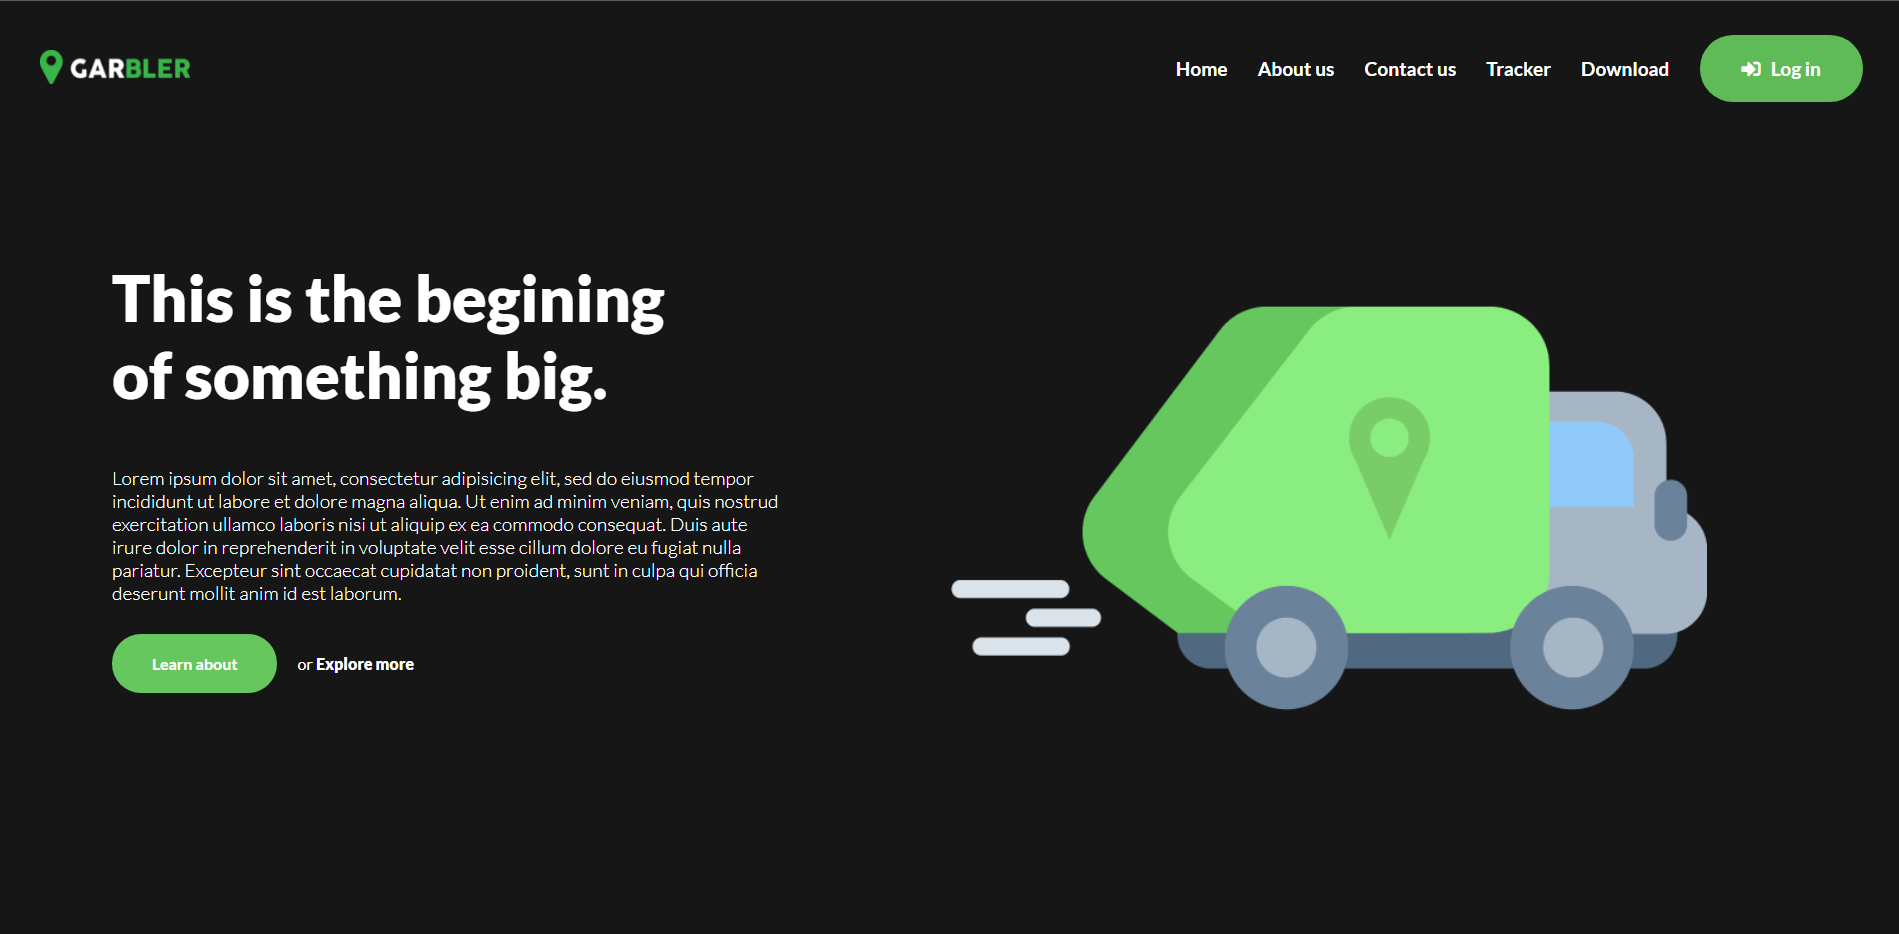 GARBLER
Home About us Contact us Tracker Download Log in
This is the begining
of something big.
Lorem ipsum dolor sit amet, consectetur adipisicing elit, sed do eiusmod tempor
incididunt ut labore et dolore magna aliqua. Ut enim ad minim veniam, quis nostrud
exercitation ullamco laboris nisi ut aliquip ex ea commodo consequat. Duis aute
irure dolor in reprehenderit in voluptate velit esse cillum dolore eu fugiat nulla
pariatur. Excepteur sint occaecat cupidatat non proident, sunt in culpa qui officia
deserunt mollit anim id est laborum.
Learn about or Explore more